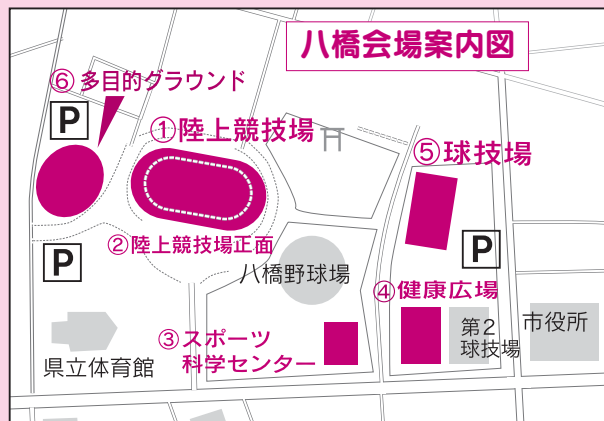 八橋会場案内図
⑥多目的グラウンド
P
①陸上競技場
⑤球技場
②陸上競技場正面
P
P
八橋野球場
④健康広場
③スポーツ
科学センター
第2
球技場
市役所
県立体育館